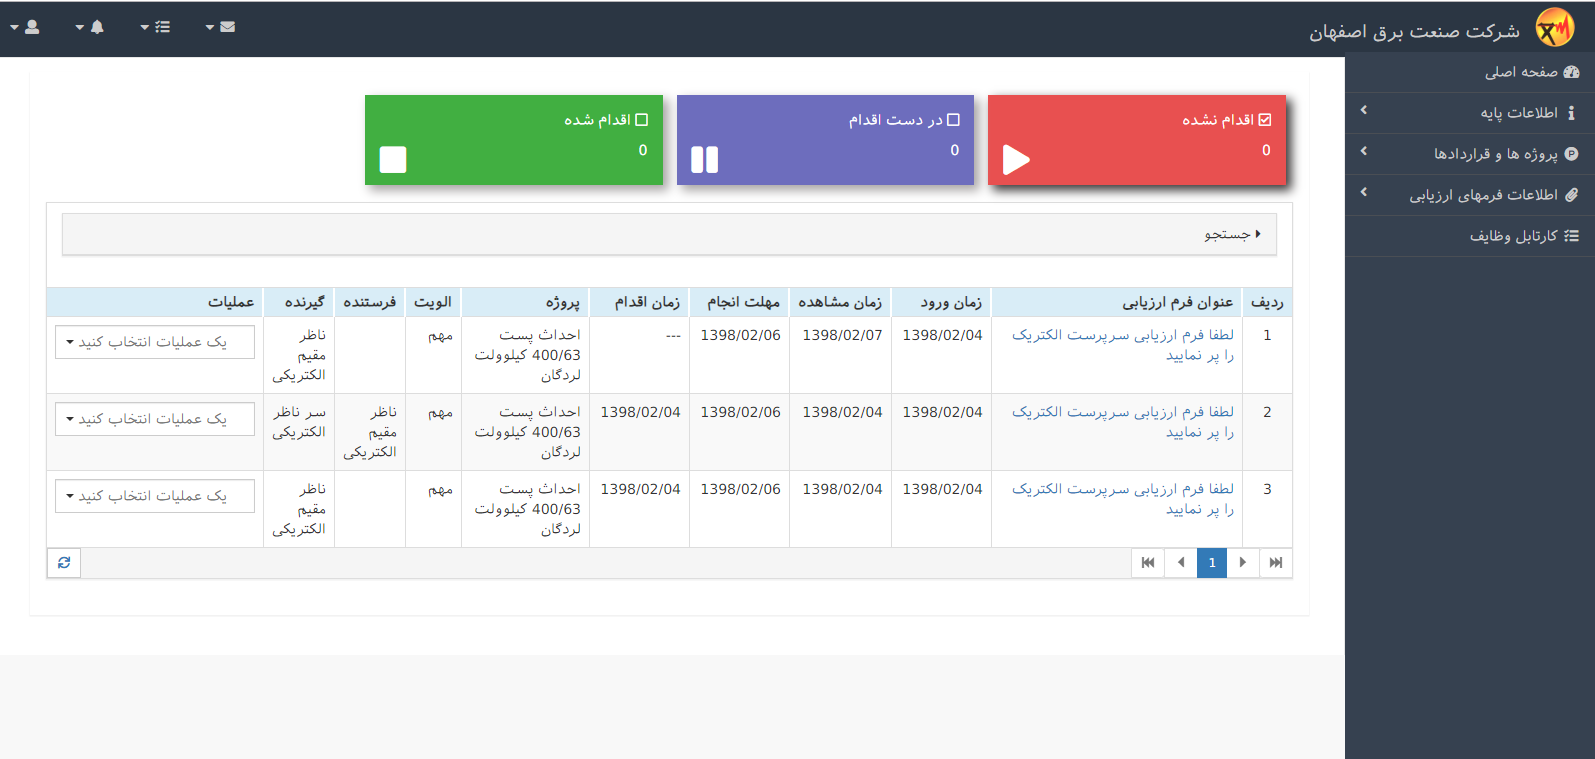 شرکت صنعت برق اصفهان
صفحه اصلی
اطلاعات پایه
پروژه ها و قراردادها
اطلاعات فرمهای ارزیابی
کارتابل وظایف
اقدام نشده
0
در دست اقدام
0
اقدام شده
0
جستجو
ردیف عنوان فرم ارزیابی زمان ورود زمان مشاهده مهلت انجام زمان اقدام پروژه الویت فرستنده گیرنده عملیات
1 لطفا فرم ارزیابی سرپرست الکتریک 1398/02/04 1398/02/07 1398/02/06 --- احداث پست مهم ناظر یک عملیات انتخاب کنید
را پر نمایید 400/63 کیلوولت مقیم
لردگان الکتریکی
2 لطفا فرم ارزیابی سرپرست الکتریک 1398/02/04 1398/02/04 1398/02/06 1398/02/04 احداث پست مهم ناظر سر ناظر یک عملیات انتخاب کنید
را پر نمایید 400/63 کیلوولت مقیم الکتریکی
لردگان الکتریکی
3 لطفا فرم ارزیابی سرپرست الکتریک 1398/02/04 1398/02/04 1398/02/06 1398/02/04 احداث پست مهم ناظر یک عملیات انتخاب کنید
را پر نمایید 400/63 کیلوولت مقیم
لردگان الکتریکی
1